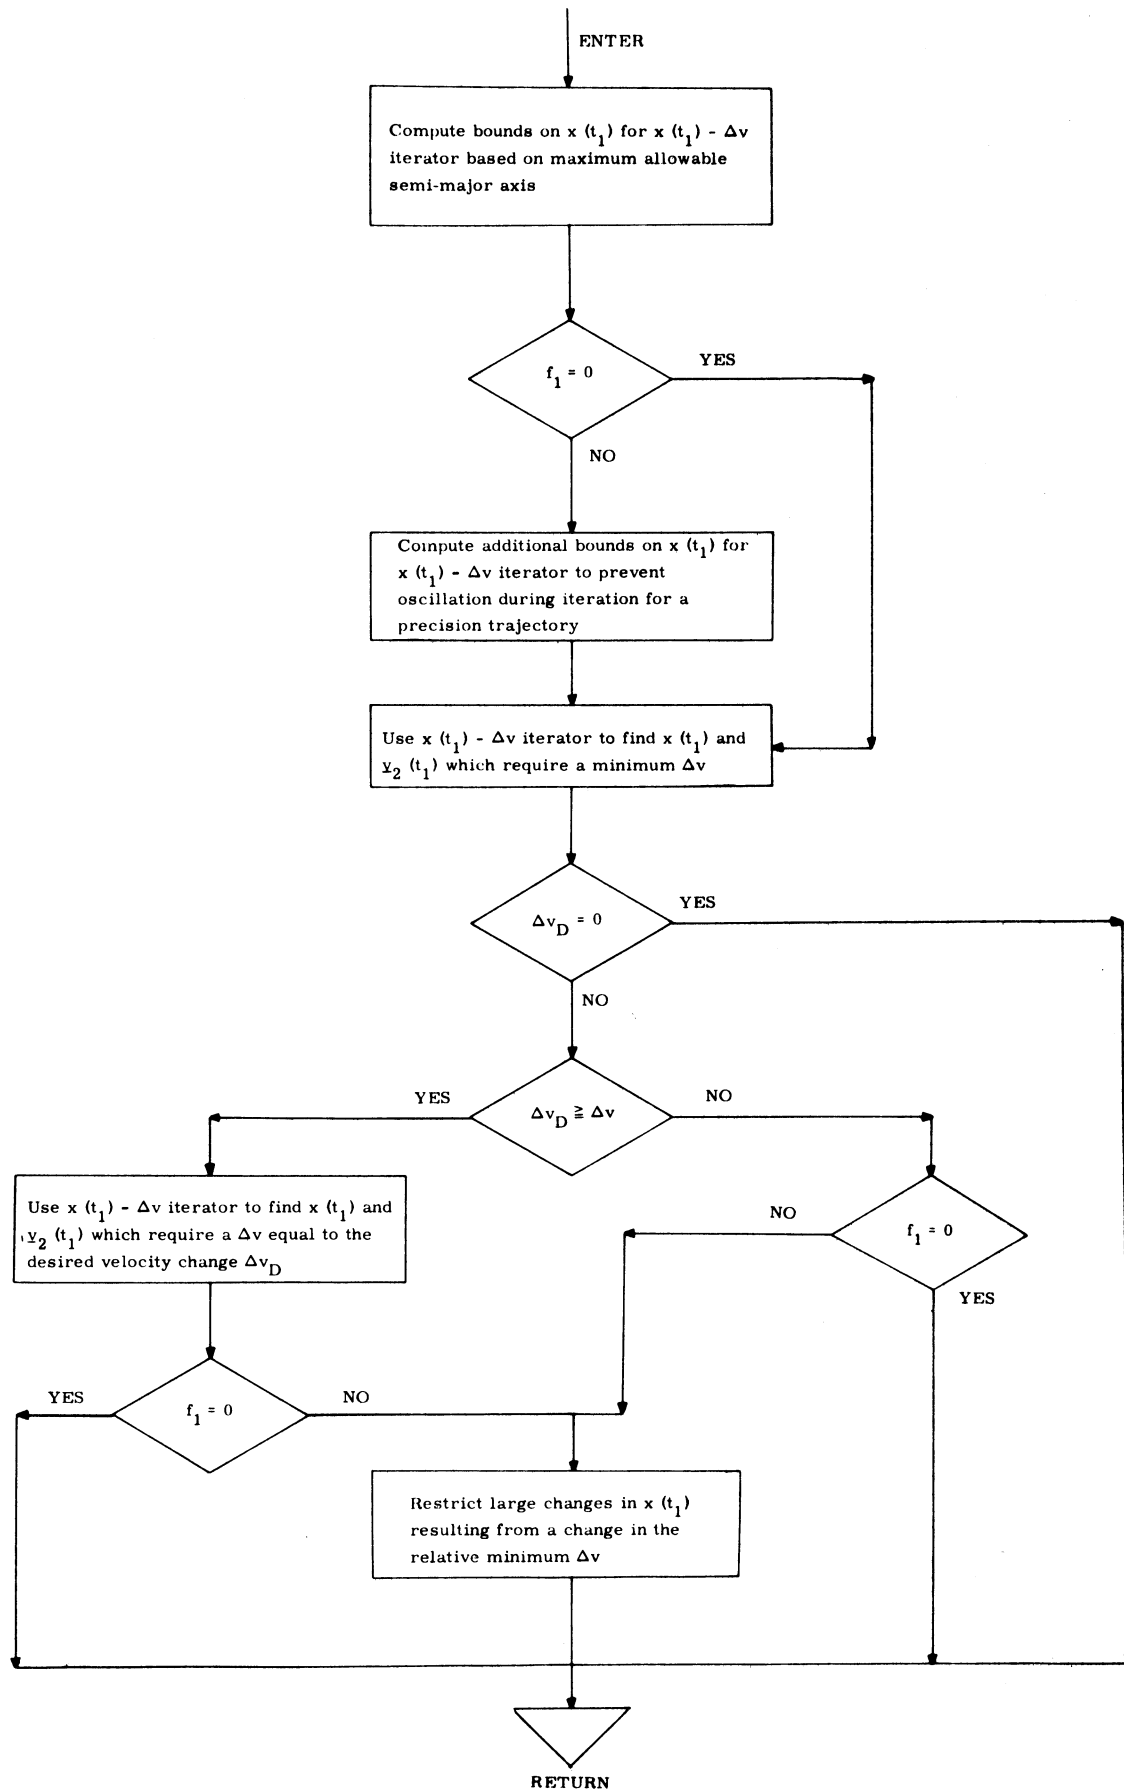 ENTER
Compute bounds on x (t₁) for x (t₁) - Δv
iterator based on maximum allowable
semi-major axis
f₁ = 0
YES
NO
Compute additional bounds on x (t₁) for
x (t₁) - Δv iterator to prevent
oscillation during iteration for a
precision trajectory
Use x (t₁) - Δv iterator to find x (t₁) and
v̲₂ (t₁) which require a minimum Δv
Δv_D = 0
YES
NO
Δv_D ≧ Δv
YES
NO
Use x (t₁) - Δv iterator to find x (t₁) and
v̲₂ (t₁) which require a Δv equal to the
desired velocity change Δv_D
f₁ = 0
NO
YES
f₁ = 0
YES
NO
Restrict large changes in x (t₁)
resulting from a change in the
relative minimum Δv
RETURN